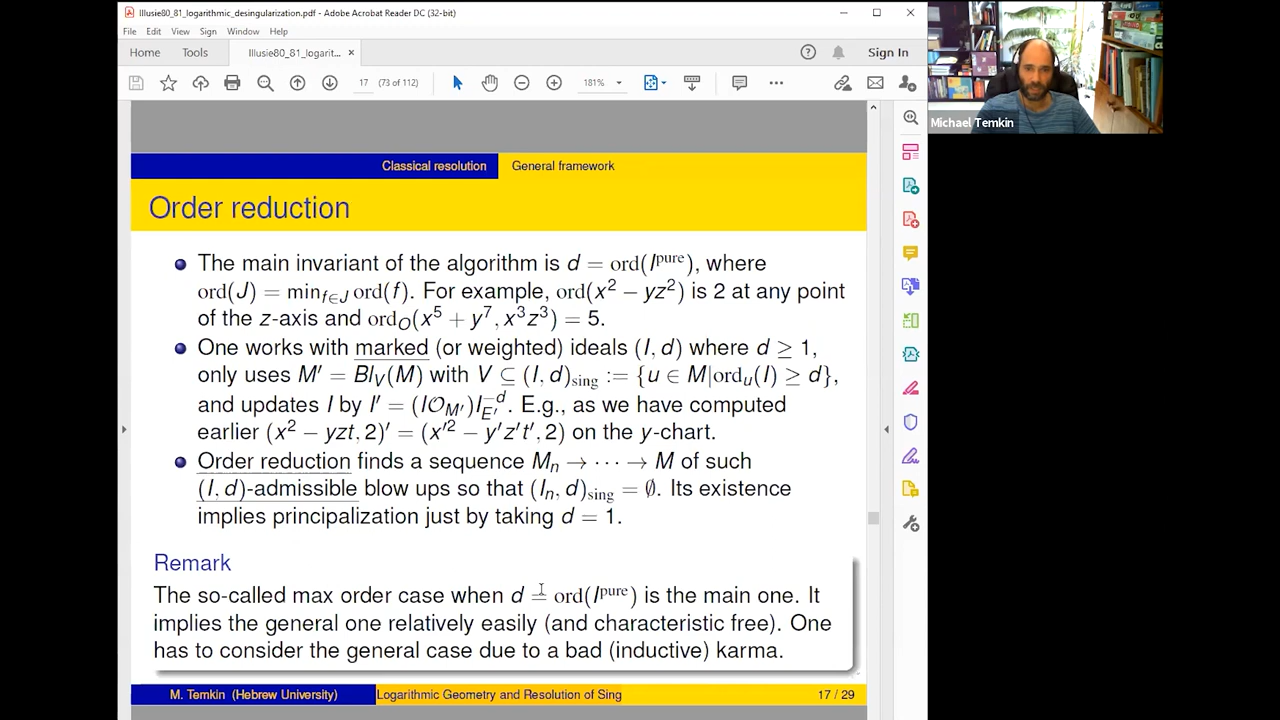 Illusie80_81_logarithmic_desingularization.pdf - Adobe Acrobat Reader DC (32-bit)
File Edit View Sign Window Help
Home Tools Illusie80_81_logarit... × Sign In
17 (73 of 112) 181%
Michael Temkin
Classical resolution General framework
Order reduction
The main invariant of the algorithm is d = ord(I^pure), where
ord(J) = min_{f∈J} ord(f). For example, ord(x² − yz²) is 2 at any point
of the z-axis and ord_O(x⁵ + y⁷, x³z³) = 5.
One works with marked (or weighted) ideals (I, d) where d ≥ 1,
only uses M′ = Bl_V(M) with V ⊆ (I, d)_sing := {u ∈ M|ord_u(I) ≥ d},
and updates I by I′ = (IO_{M′})I_{E′}^{−d}. E.g., as we have computed
earlier (x² − yzt, 2)′ = (x′² − y′z′t′, 2) on the y-chart.
Order reduction finds a sequence M_n → ··· → M of such
(I, d)-admissible blow ups so that (I_n, d)_sing = ∅. Its existence
implies principalization just by taking d = 1.
Remark
The so-called max order case when d = ord(I^pure) is the main one. It
implies the general one relatively easily (and characteristic free). One
has to consider the general case due to a bad (inductive) karma.
M. Temkin (Hebrew University) Logarithmic Geometry and Resolution of Sing 17 / 29